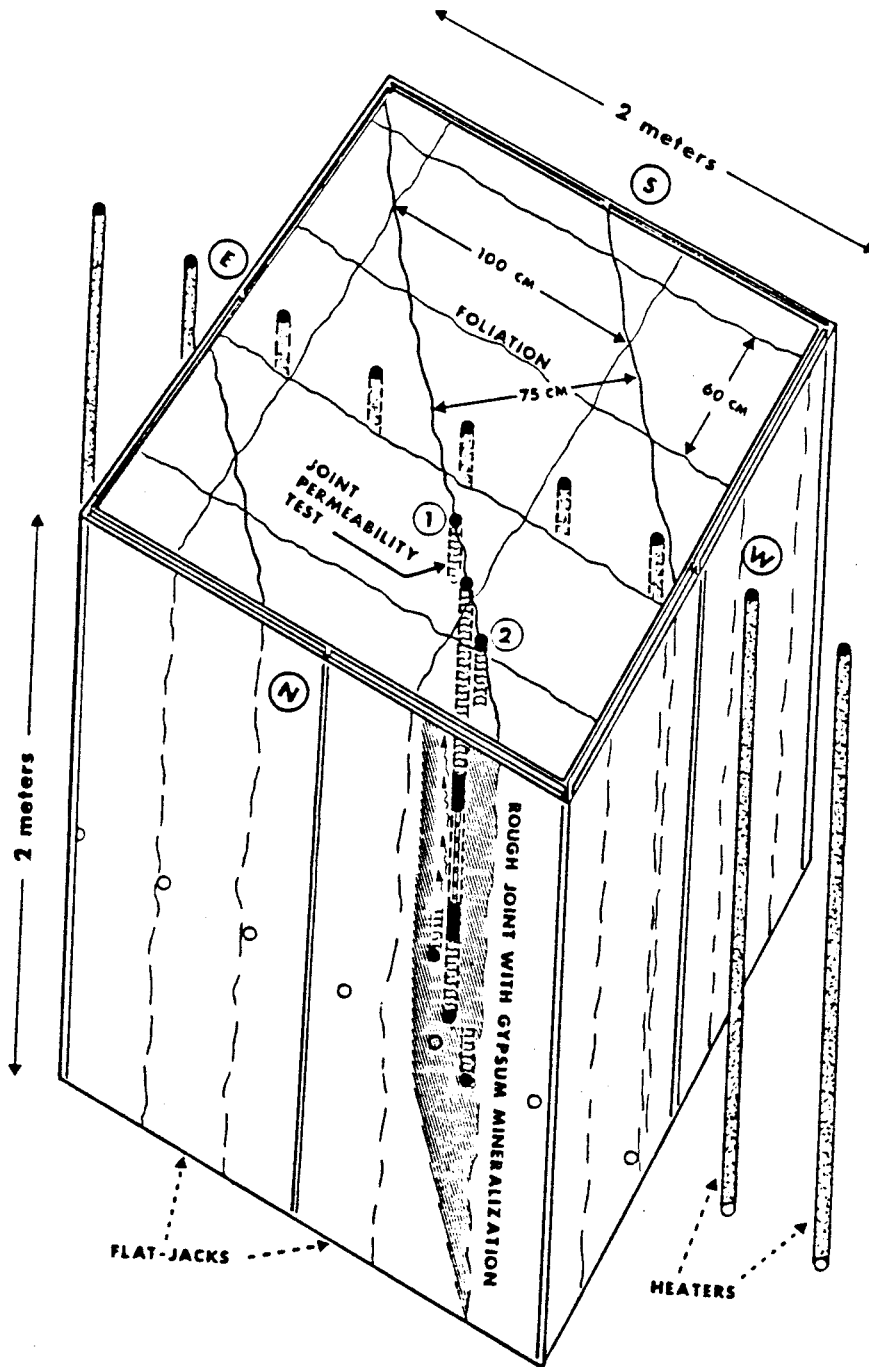 2 meters
S
E
100 CM
FOLIATION
75 CM
60 CM
JOINT
PERMEABILITY
TEST
1
W
2
N
2 meters
ROUGH JOINT WITH GYPSUM MINERALIZATION
FLAT-JACKS
HEATERS